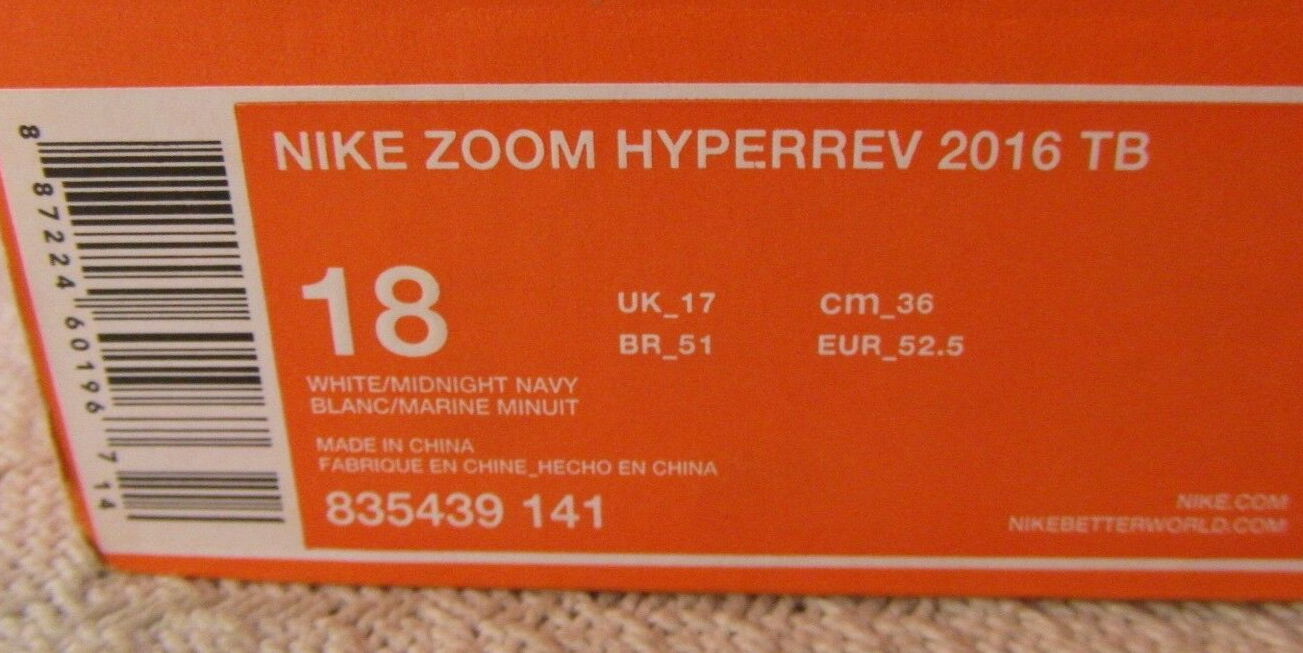 NIKE ZOOM HYPERREV 2016 TB
18
UK_17 cm_36
BR_51 EUR_52.5
WHITE/MIDNIGHT NAVY
BLANC/MARINE MINUIT
MADE IN CHINA
FABRIQUE EN CHINE_HECHO EN CHINA
835439 141
NIKE.COM
NIKEBETTERWORLD.COM
8 87224 60196 7 14